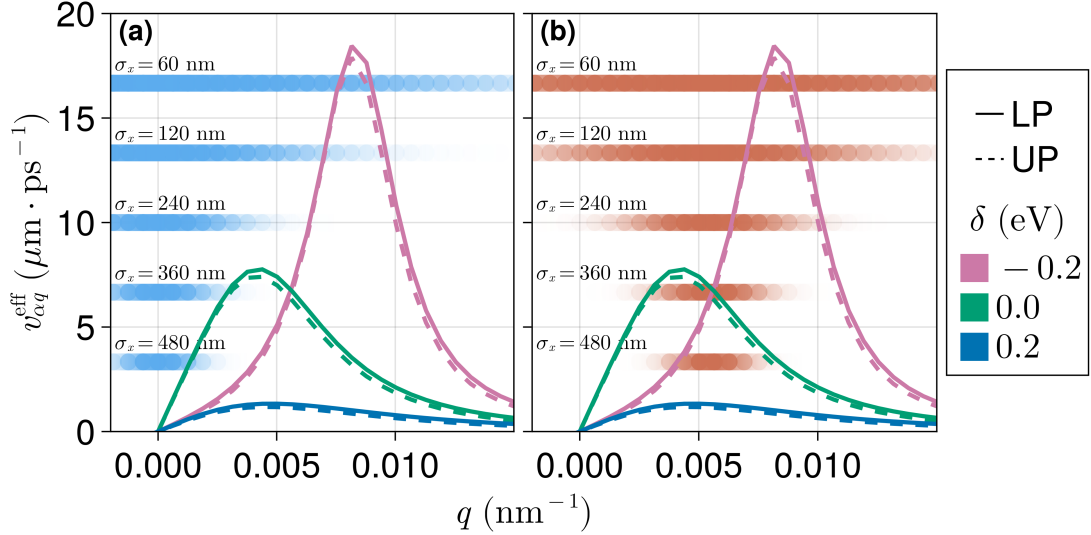 (a)
(b)
20
15
10
5
0
v_{αq}^{eff} (μm · ps⁻¹)
σₓ = 60 nm
σₓ = 120 nm
σₓ = 240 nm
σₓ = 360 nm
σₓ = 480 nm
σₓ = 60 nm
σₓ = 120 nm
σₓ = 240 nm
σₓ = 360 nm
σₓ = 480 nm
0.000 0.005 0.010
0.000 0.005 0.010
q (nm⁻¹)
LP
UP
δ (eV)
−0.2
0.0
0.2